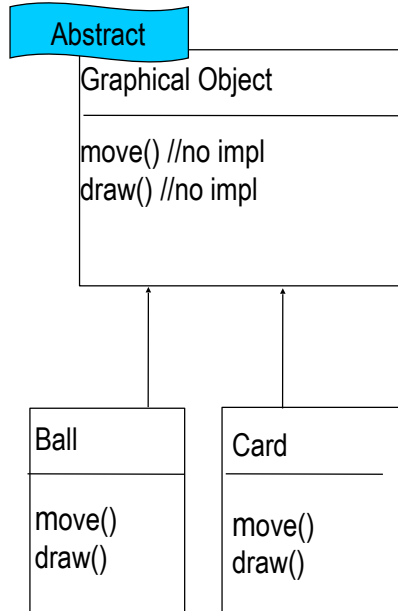 Abstract
Graphical Object
move() //no impl
draw() //no impl
Ball
move()
draw()
Card
move()
draw()